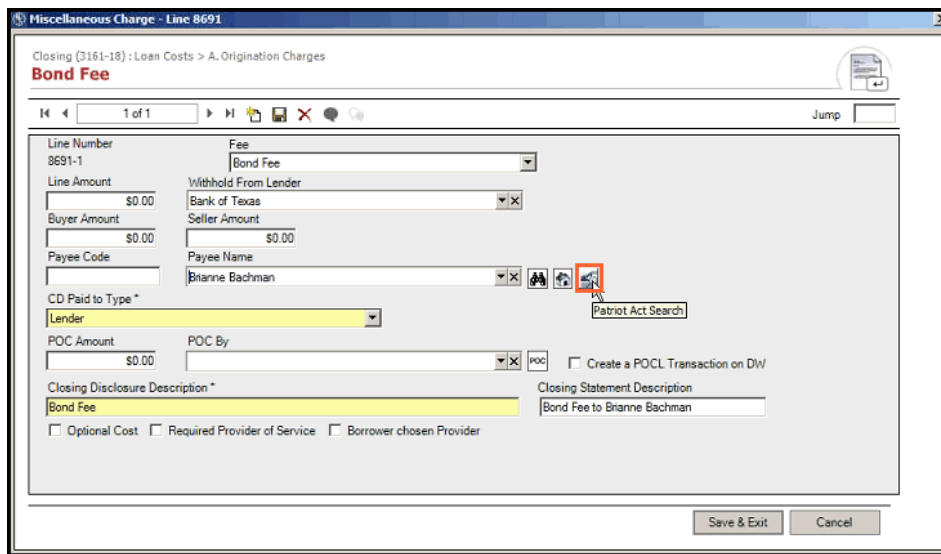 Miscellaneous Charge - Line 8691
Closing (3161-18) : Loan Costs > A. Origination Charges
Bond Fee
1 of 1
Jump
Line Number
Fee
8691-1
Bond Fee
Line Amount
Withhold From Lender
$0.00
Bank of Texas
Buyer Amount
Seller Amount
$0.00
$0.00
Payee Code
Payee Name
Brianne Bachman
Patriot Act Search
CD Paid to Type *
Lender
POC Amount
POC By
$0.00
POC
Create a POCL Transaction on DW
Closing Disclosure Description *
Closing Statement Description
Bond Fee
Bond Fee to Brianne Bachman
Optional Cost
Required Provider of Service
Borrower chosen Provider
Save & Exit
Cancel